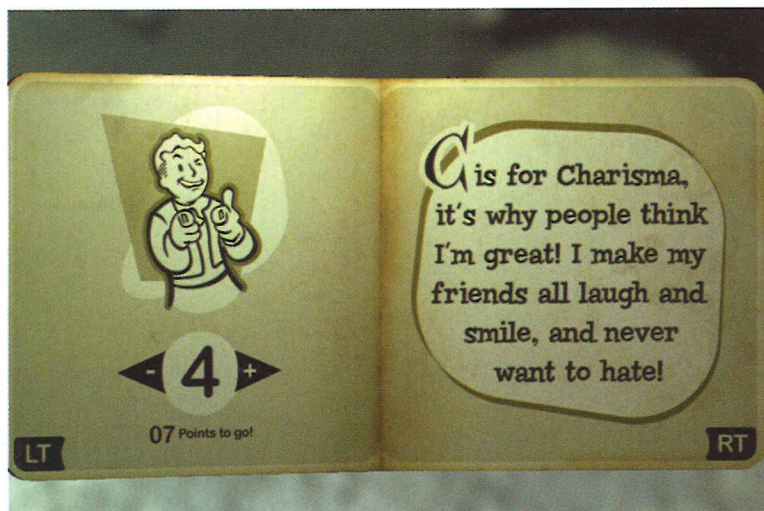 - 4 +
07 Points to go!
LT
C is for Charisma,
it's why people think
I'm great! I make my
friends all laugh and
smile, and never
want to hate!
RT